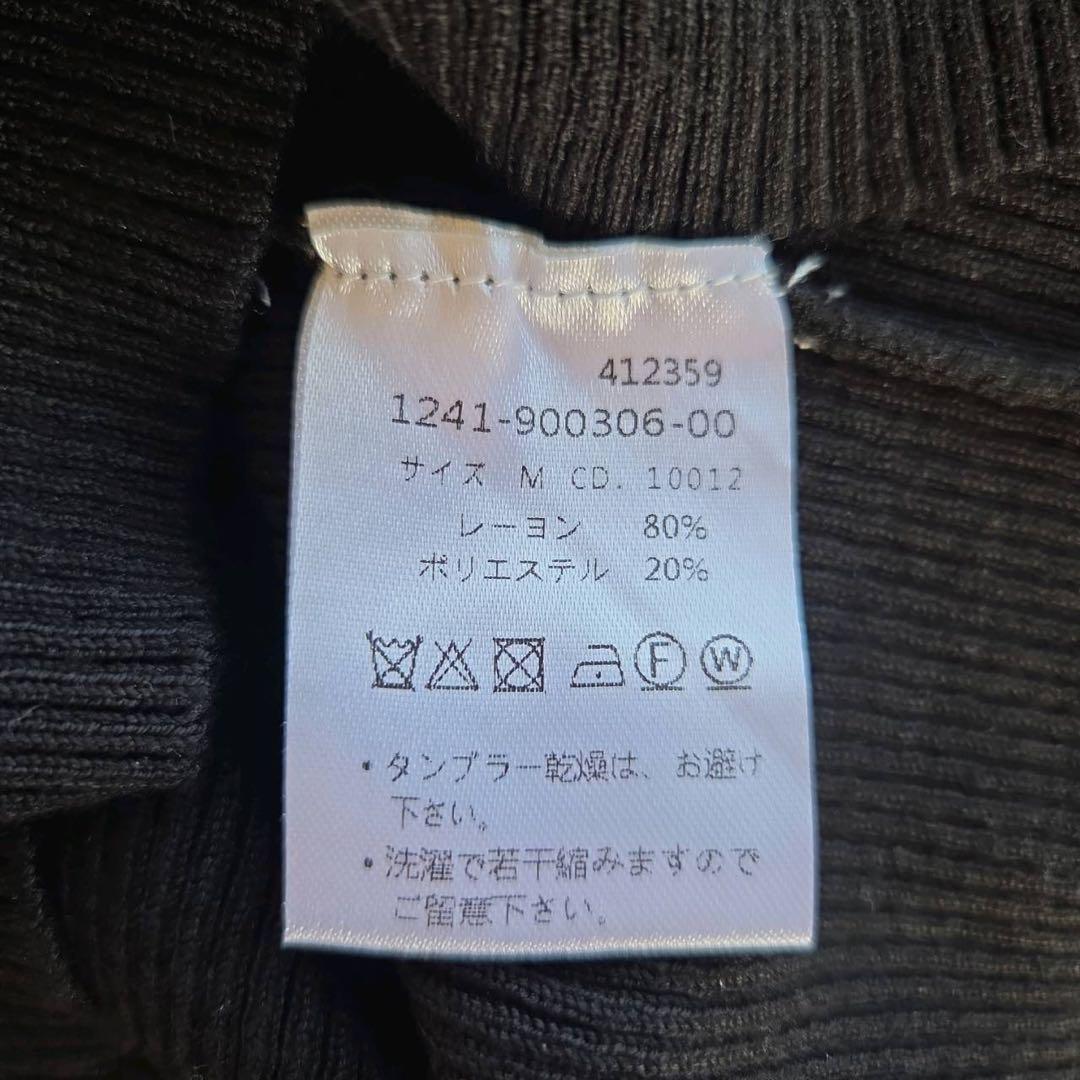 412359
1241-900306-00
サイズ M CD. 10012
レーヨン 80%
ポリエステル 20%
F W
・タンブラー乾燥は、お避け
下さい。
・洗濯で若干縮みますので
ご留意下さい。